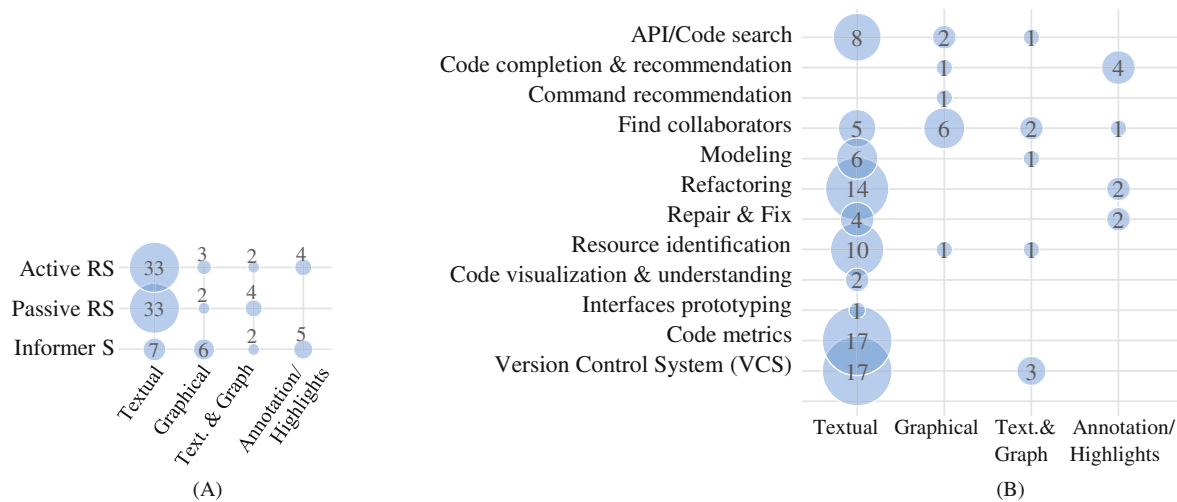 Active RS 33 3 2 4
Passive RS 33 2 4
Informer S 7 6 2 5
Textual
Graphical
Text. & Graph
Annotation/
Highlights
(A)
API/Code search 8 2 1
Code completion & recommendation 1 4
Command recommendation 1
Find collaborators 5 6 2 1
Modeling 6 1
Refactoring 14 2
Repair & Fix 4 2
Resource identification 10 1 1
Code visualization & understanding 2
Interfaces prototyping 1
Code metrics 17
Version Control System (VCS) 17 3
Textual Graphical Text.& Annotation/
Graph Highlights
(B)